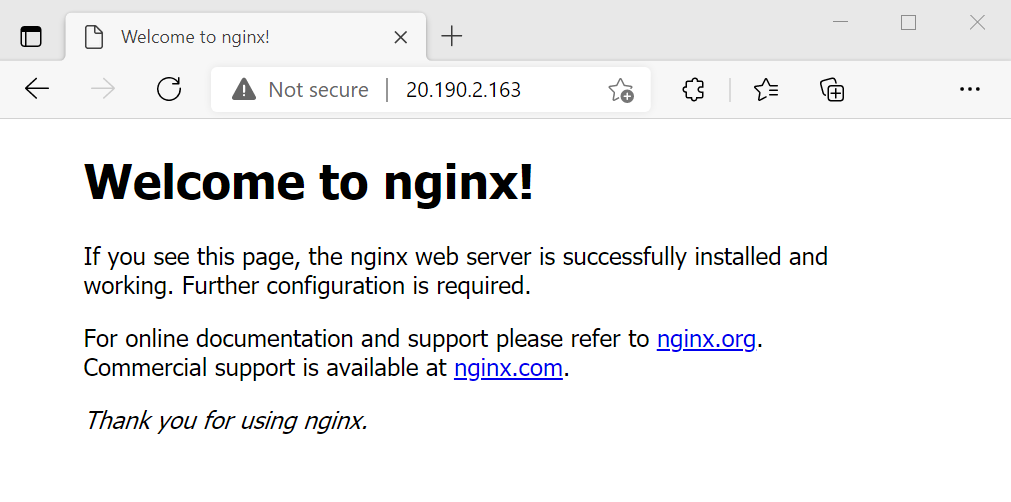 Welcome to nginx!
Not secure | 20.190.2.163
Welcome to nginx!
If you see this page, the nginx web server is successfully installed and
working. Further configuration is required.
For online documentation and support please refer to nginx.org.
Commercial support is available at nginx.com.
Thank you for using nginx.